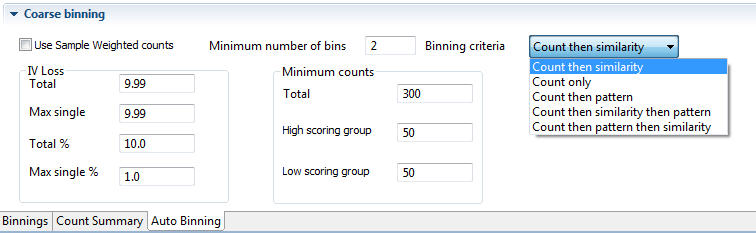 Coarse binning
Use Sample Weighted counts
Minimum number of bins
2
Binning criteria
Count then similarity
Count then similarity
Count only
Count then pattern
Count then similarity then pattern
Count then pattern then similarity
IV Loss
Total
9.99
Max single
9.99
Total %
10.0
Max single %
1.0
Minimum counts
Total
300
High scoring group
50
Low scoring group
50
Binnings
Count Summary
Auto Binning